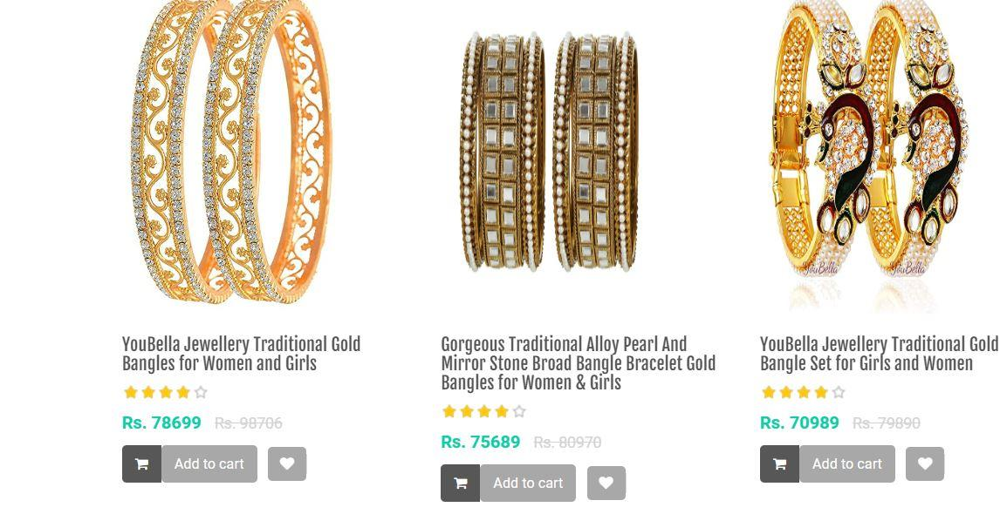 YouBella
YouBella
YouBella Jewellery Traditional Gold
Bangles for Women and Girls
Rs. 78699 Rs. 98706
Add to cart
Gorgeous Traditional Alloy Pearl And
Mirror Stone Broad Bangle Bracelet Gold
Bangles for Women & Girls
Rs. 75689 Rs. 80970
Add to cart
YouBella Jewellery Traditional Gold
Bangle Set for Girls and Women
Rs. 70989 Rs. 79890
Add to cart